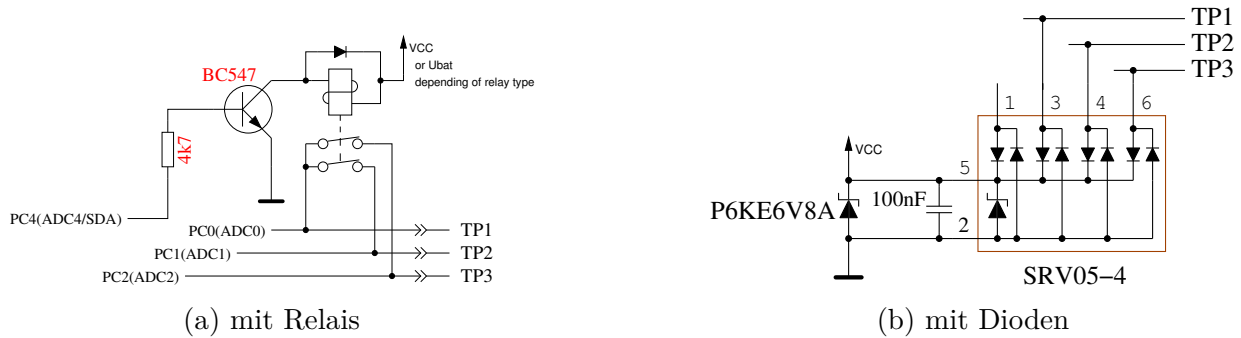 BC547
4k7
VCC
or Ubat
depending of relay type
PC4(ADC4/SDA)
PC0(ADC0)
TP1
PC1(ADC1)
TP2
PC2(ADC2)
TP3
(a) mit Relais
TP1
TP2
TP3
1
3
4
6
VCC
5
100nF
P6KE6V8A
2
SRV05-4
(b) mit Dioden